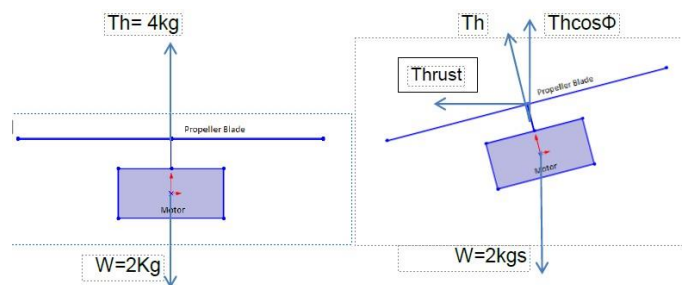 Th= 4kg
Propeller Blade
Motor
W=2Kg
Th
ThcosΦ
Thrust
Propeller Blade
Motor
W=2kgs